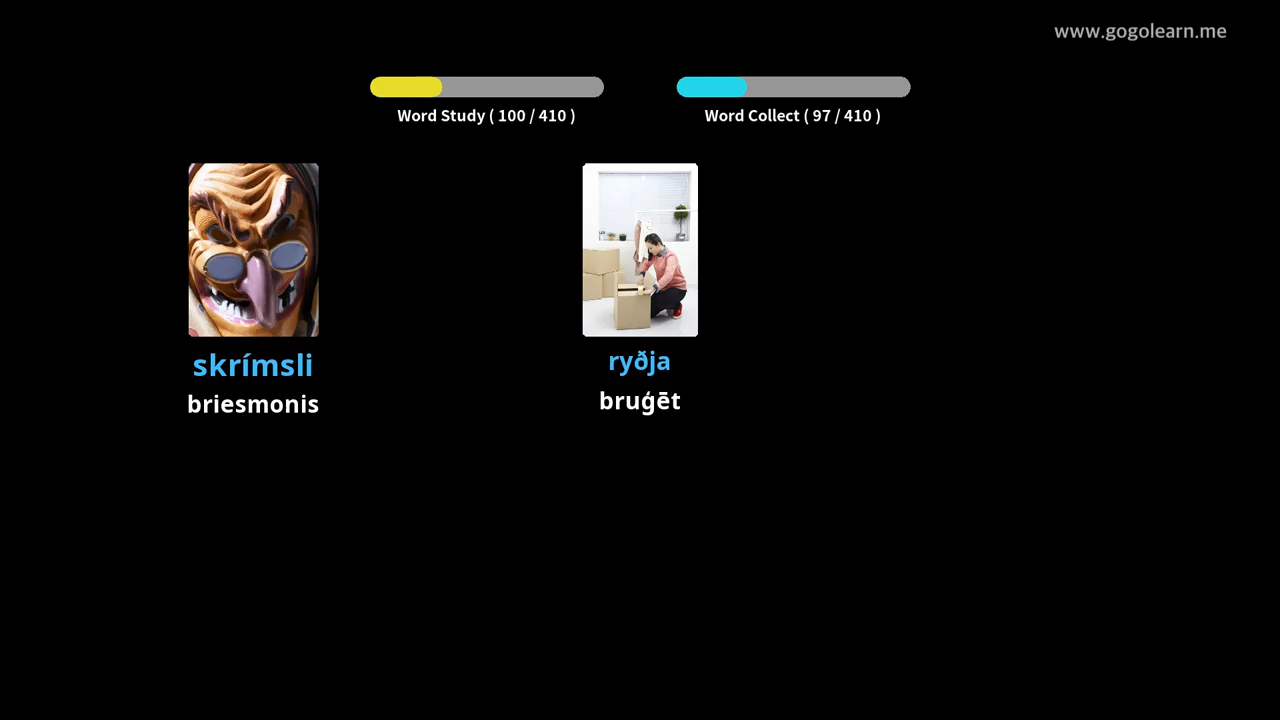 www.gogolearn.me
Word Study ( 100 / 410 )
Word Collect ( 97 / 410 )
skrímsli
briesmonis
ryðja
bruģēt